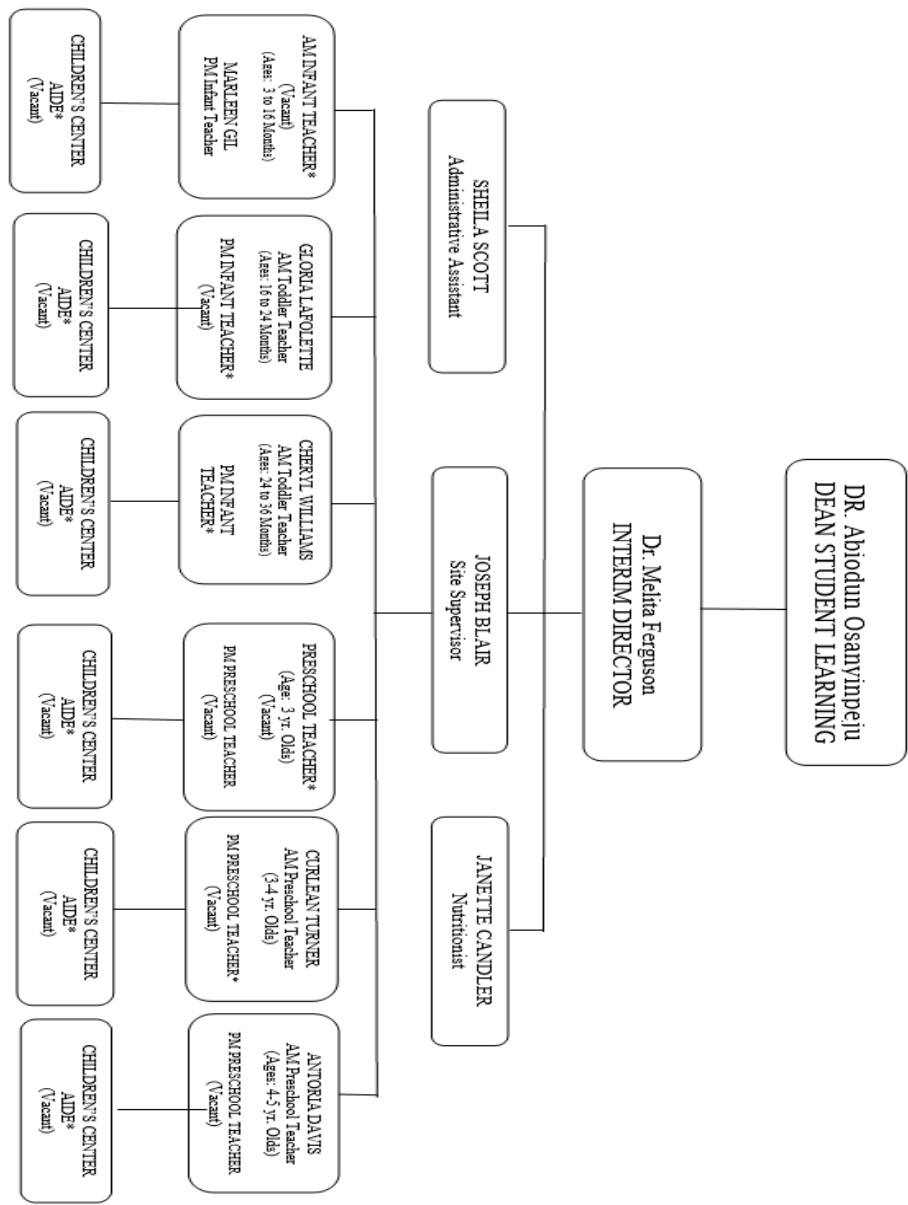 DR. Abiodun Osanyinpeju
DEAN STUDENT LEARNING
Dr. Melita Ferguson
INTERIM DIRECTOR
SHEILA SCOTT
Administrative Assistant
JOSEPH BLAIR
Site Supervisor
JANETTE CANDLER
Nutritionist
AM INFANT TEACHER*
(Vacant)
(Ages: 3 to 16 Months)
MARLEEN GIL
PM Infant Teacher
GLORIA LAFOLETTE
AM Toddler Teacher
(Ages: 16 to 24 Months)
PM INFANT TEACHER*
(Vacant)
CHERYL WILLIAMS
AM Toddler Teacher
(Ages: 24 to 36 Months)
PM INFANT
TEACHER*
PRESCHOOL TEACHER*
(Age: 3 yr. Olds)
(Vacant)
PM PRESCHOOL TEACHER
(Vacant)
CURLEAN TURNER
AM Preschool Teacher
(3-4 yr. Olds)
PM PRESCHOOL TEACHER*
(Vacant)
ANTORIA DAVIS
AM Preschool Teacher
(Ages: 4-5 yr. Olds)
PM PRESCHOOL TEACHER
(Vacant)
CHILDREN'S CENTER
AIDE*
(Vacant)
CHILDREN'S CENTER
AIDE*
(Vacant)
CHILDREN'S CENTER
AIDE*
(Vacant)
CHILDREN'S CENTER
AIDE*
(Vacant)
CHILDREN'S CENTER
AIDE*
(Vacant)
CHILDREN'S CENTER
AIDE*
(Vacant)